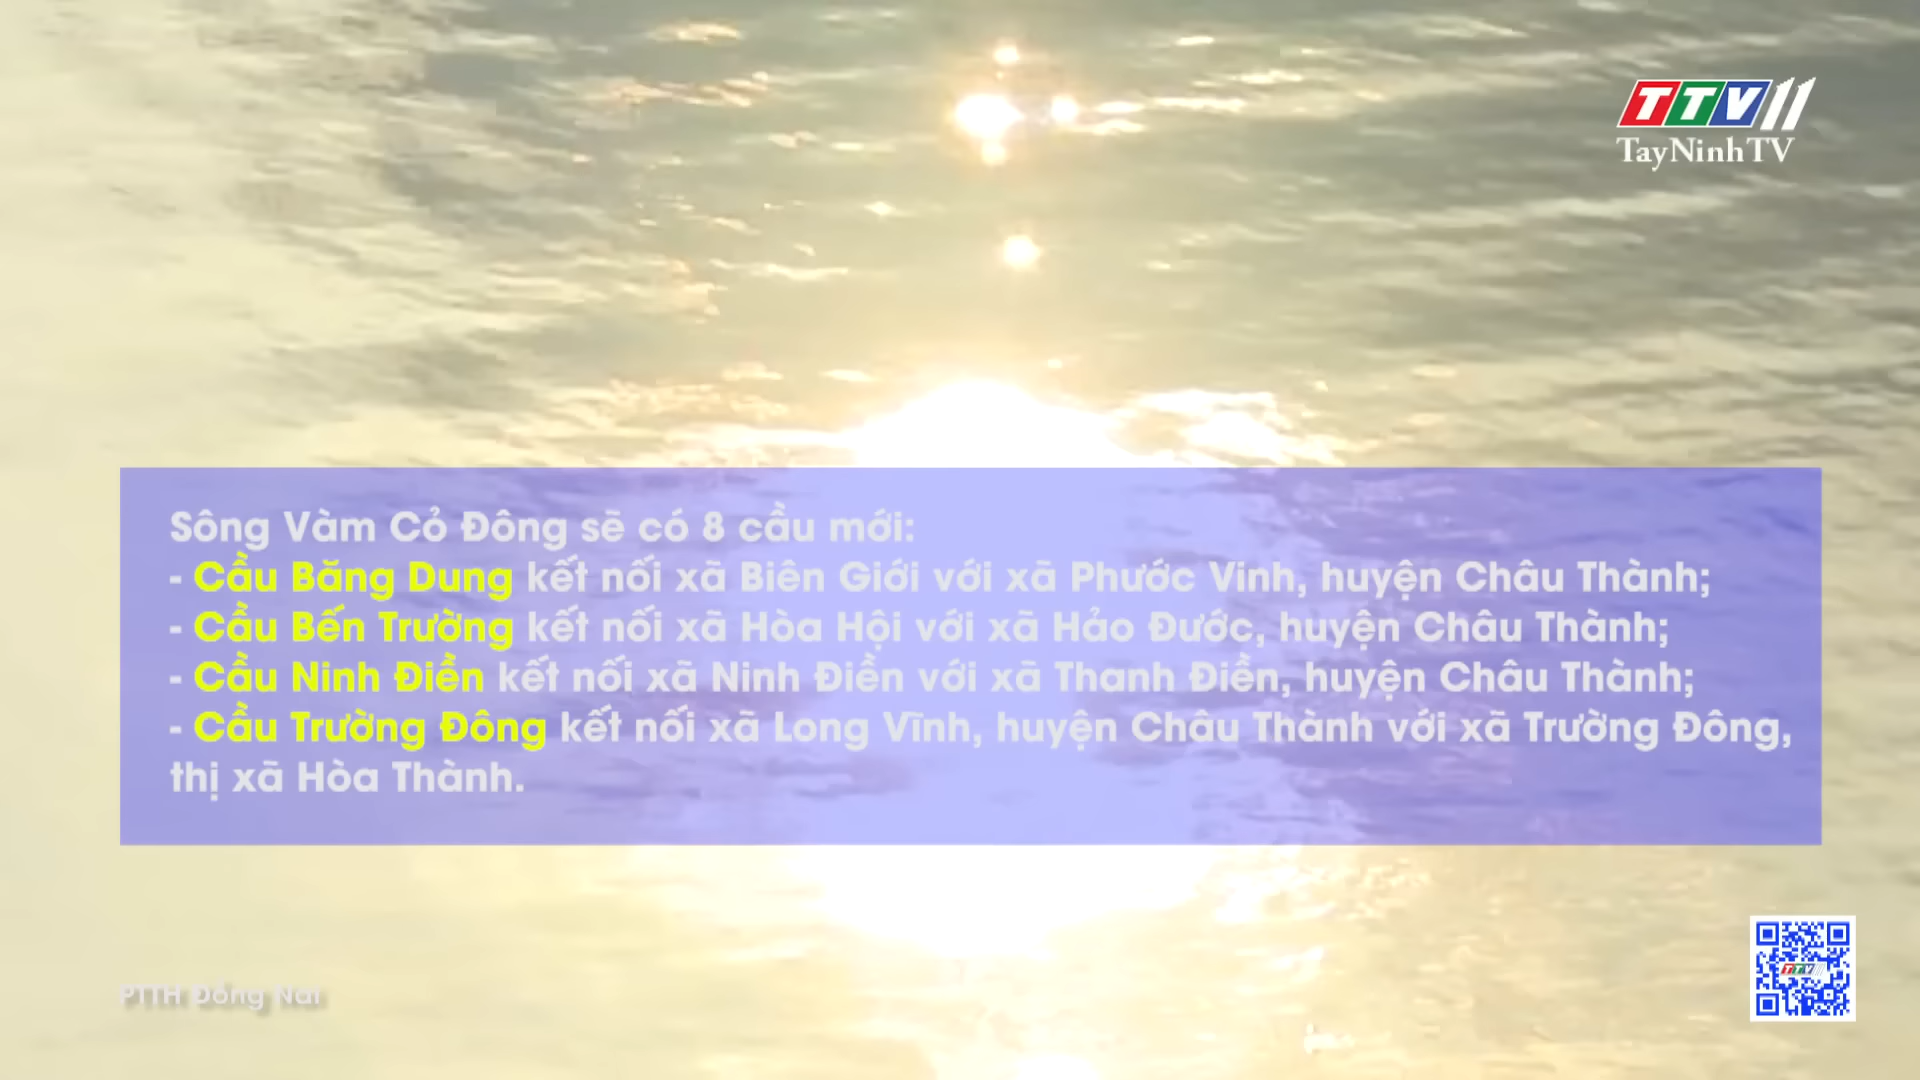 TTV11
TayNinhTV
Sông Vàm Cỏ Đông sẽ có 8 cầu mới:
- Cầu Băng Dung kết nối xã Biên Giới với xã Phước Vinh, huyện Châu Thành;
- Cầu Bến Trường kết nối xã Hòa Hội với xã Hảo Đước, huyện Châu Thành;
- Cầu Ninh Điền kết nối xã Ninh Điền với xã Thanh Điền, huyện Châu Thành;
- Cầu Trường Đông kết nối xã Long Vĩnh, huyện Châu Thành với xã Trường Đông,
thị xã Hòa Thành.
PTTH Đồng Nai
TTV11